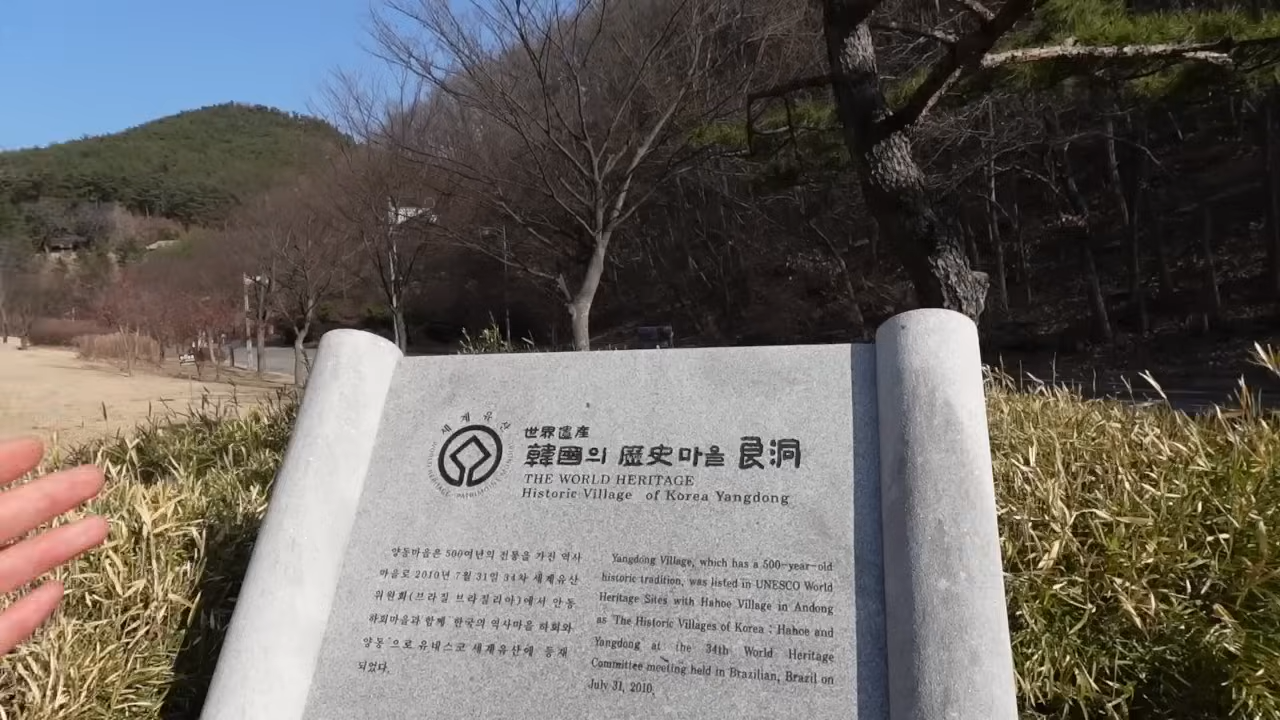 세계유산
世界遺産
韓國의 歷史마을 良洞
THE WORLD HERITAGE
Historic Village of Korea Yangdong
양동마을은 500여년의 전통을 가진 역사
마을로 2010년 7월 31일 34차 세계유산
위원회(브라질 브라질리아)에서 안동
하회마을과 함께 '한국의 역사마을 하회와
양동'으로 유네스코 세계유산에 등재
되었다.
Yangdong Village, which has a 500-year-old
historic tradition, was listed in UNESCO World
Heritage Sites with Hahoe Village in Andong
as 'The Historic Villages of Korea : Hahoe and
Yangdong' at the 34th World Heritage
Committee meeting held in Brazilian, Brazil on
July 31, 2010.